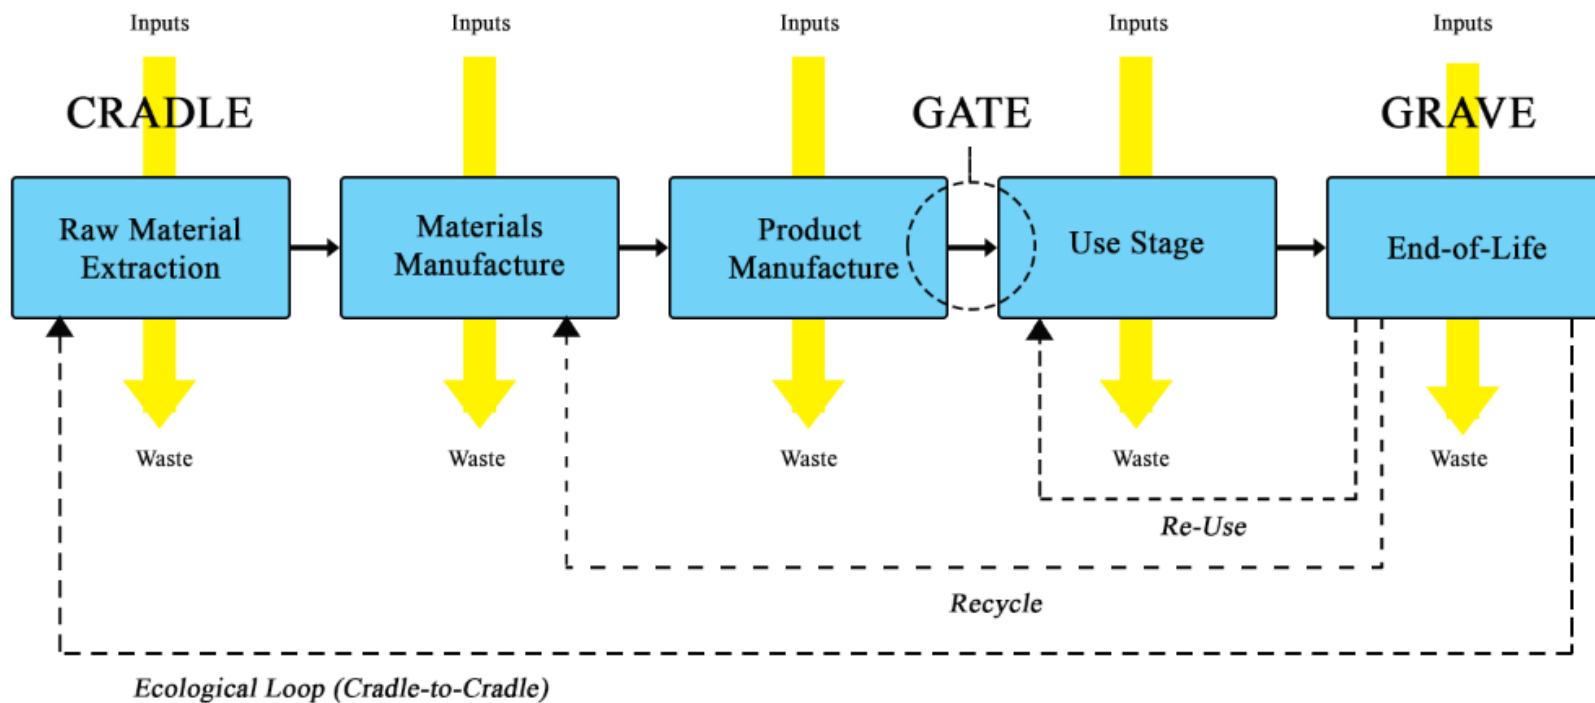 Inputs
Inputs
Inputs
Inputs
Inputs
CRADLE
GATE
GRAVE
Raw Material
Extraction
Materials
Manufacture
Product
Manufacture
Use Stage
End-of-Life
Waste
Waste
Waste
Waste
Waste
Re-Use
Recycle
Ecological Loop (Cradle-to-Cradle)